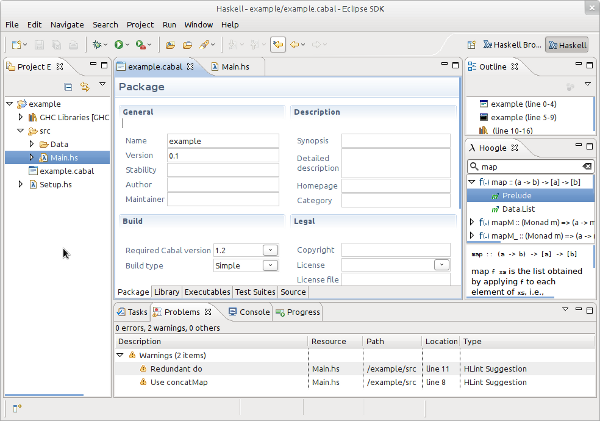 Haskell - example/example.cabal - Eclipse SDK
File Edit Navigate Search Project Run Window Help
Haskell Bro...
Haskell
Project E
example
GHC Libraries [GHC
src
Data
Main.hs
example.cabal
Setup.hs
example.cabal
Main.hs
Package
General
Name example
Version 0.1
Stability
Author
Maintainer
Description
Synopsis
Detailed
description
Homepage
Category
Build
Required Cabal version 1.2
Build type Simple
Legal
Copyright
License
License file
Package Library Executables Test Suites Source
Outline
example (line 0-4)
example (line 5-9)
(line 10-16)
Hoogle
map
map :: (a -> b) -> [a] -> [b]
Prelude
Data.List
mapM :: (Monad m) => (a -> m
mapM_ :: (Monad m) => (a ->
map :: (a -> b) -> [a] -> [b]
map f xs is the list obtained
by applying f to each
element of xs. i.e.,
Tasks Problems Console Progress
0 errors, 2 warnings, 0 others
Description Resource Path Location Type
Warnings (2 items)
Redundant do Main.hs /example/src line 11 HLint Suggestion
Use concatMap Main.hs /example/src line 8 HLint Suggestion